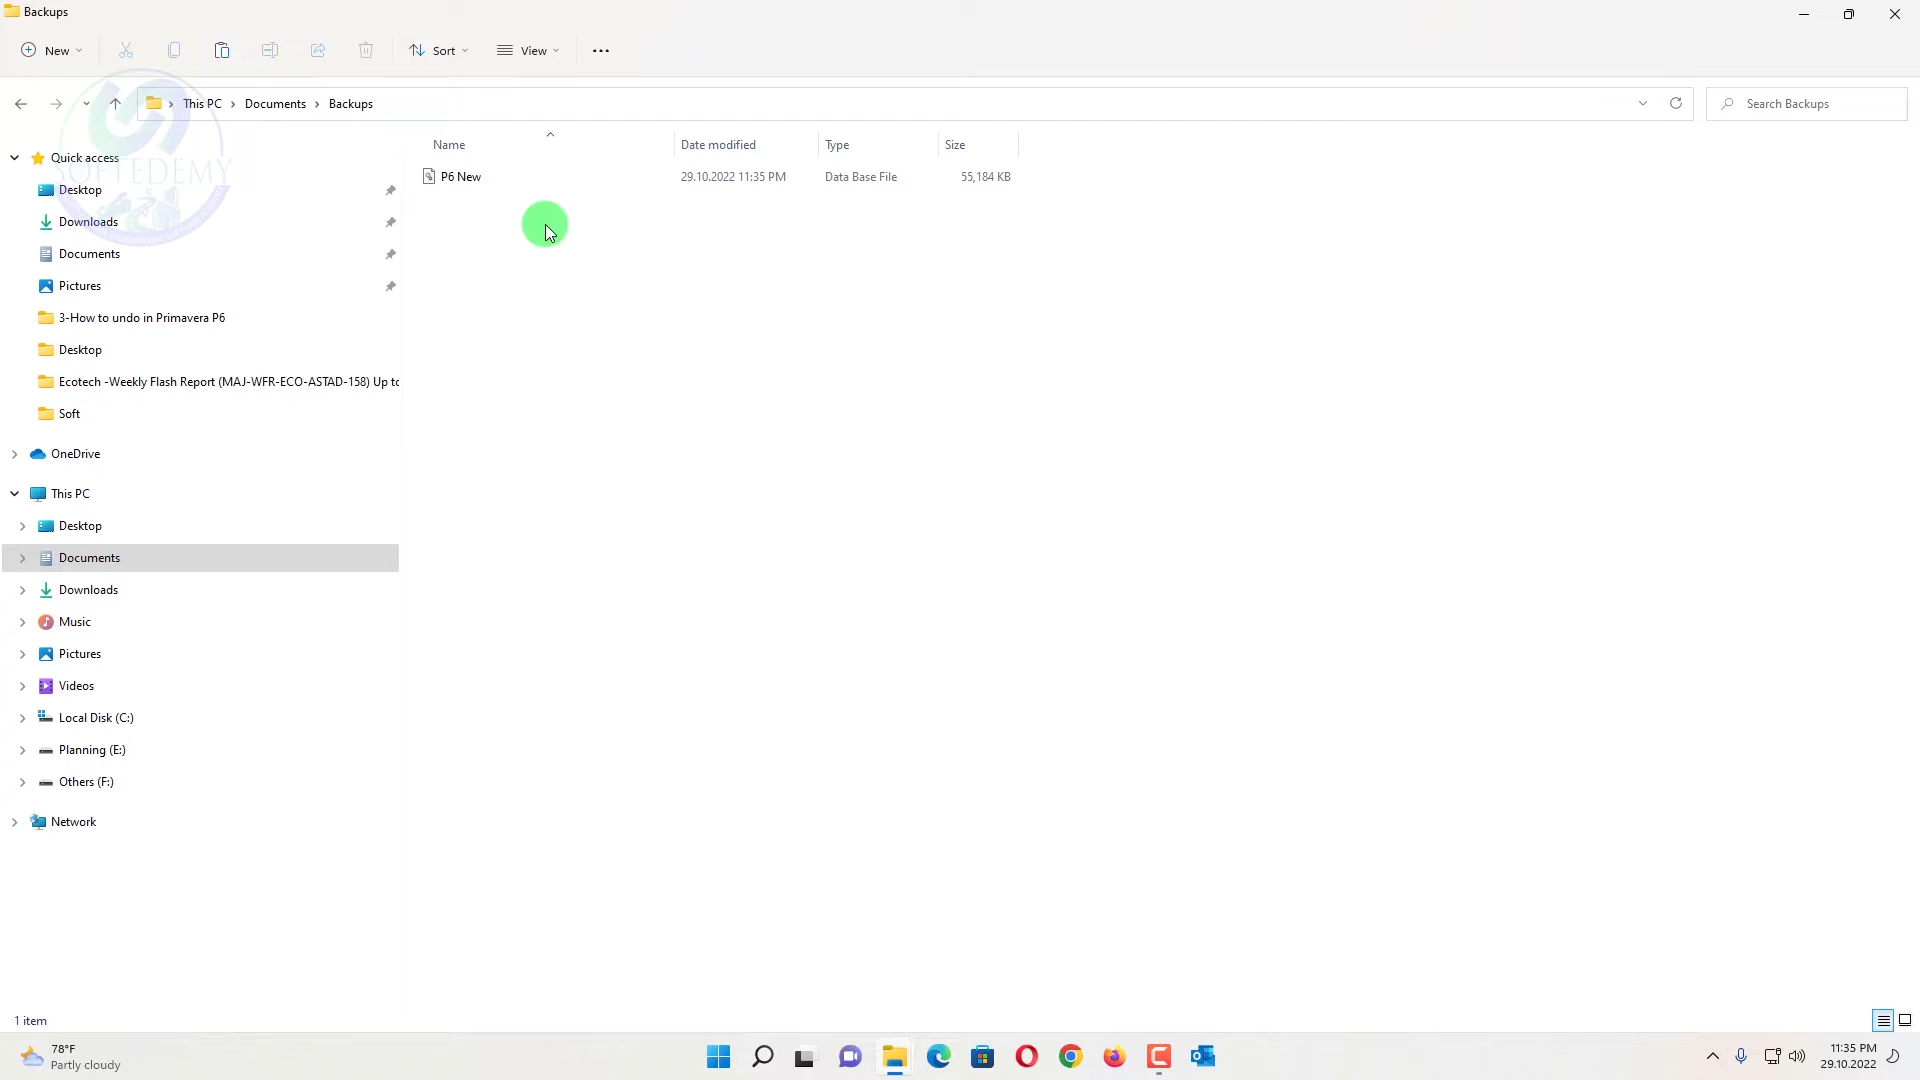 Backups
New
Sort
View
This PC
Documents
Backups
Search Backups
Name
Date modified
Type
Size
P6 New
29.10.2022 11:35 PM
Data Base File
55,184 KB
SOFTEDEMY
Quick access
Desktop
Downloads
Documents
Pictures
3-How to undo in Primavera P6
Desktop
Ecotech -Weekly Flash Report (MAJ-WFR-ECO-ASTAD-158) Up to
Soft
OneDrive
This PC
Desktop
Documents
Downloads
Music
Pictures
Videos
Local Disk (C:)
Planning (E:)
Others (F:)
Network
1 item
78°F
Partly cloudy
11:35 PM
29.10.2022